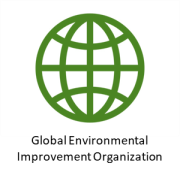 Global Environmental
Improvement Organization